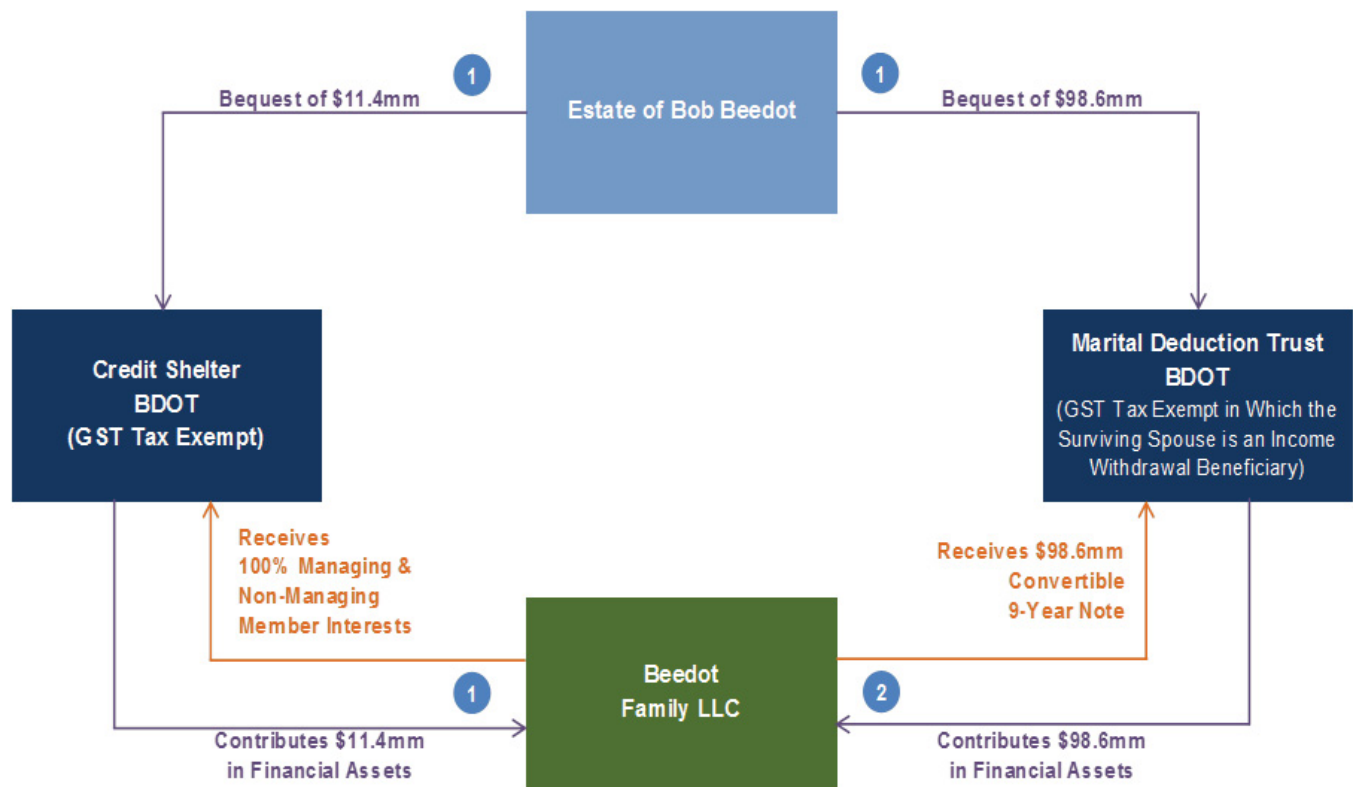 1
1
Bequest of $11.4mm
Estate of Bob Beedot
Bequest of $98.6mm
Credit Shelter
BDOT
(GST Tax Exempt)
Marital Deduction Trust
BDOT
(GST Tax Exempt in Which the
Surviving Spouse is an Income
Withdrawal Beneficiary)
Receives
100% Managing &
Non-Managing
Member Interests
Receives $98.6mm
Convertible
9-Year Note
Beedot
Family LLC
1
2
Contributes $11.4mm
in Financial Assets
Contributes $98.6mm
in Financial Assets